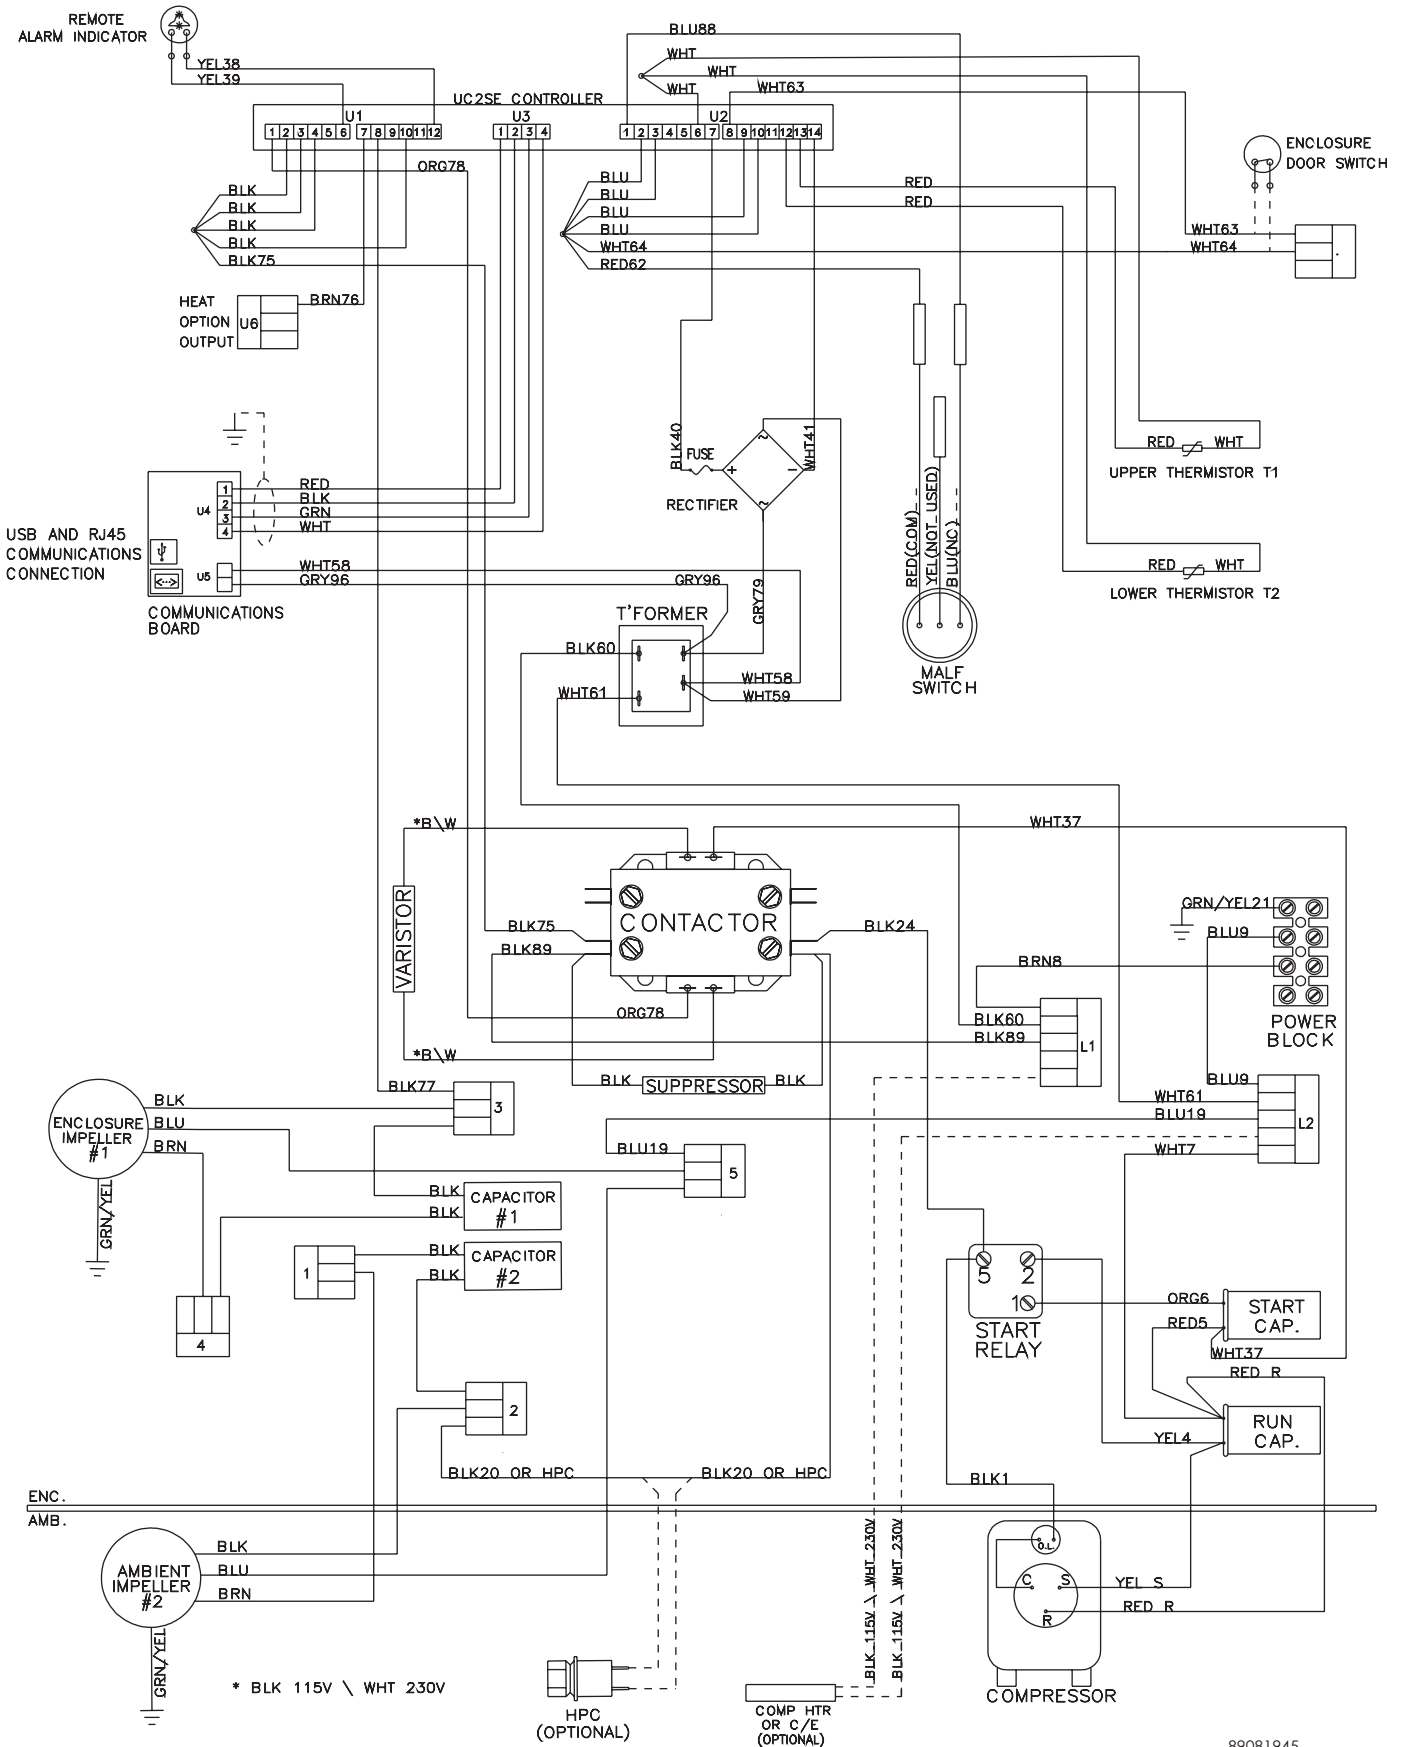 REMOTE
ALARM INDICATOR
YEL38
YEL39
BLU88
WHT
WHT
WHT
WHT63
UC2SE CONTROLLER
U1
U3
U2
1 2 3 4 5 6 7 8 9 10 11 12
1 2 3 4
1 2 3 4 5 6 7 8 9 10 11 12 13 14
ENCLOSURE
DOOR SWITCH
ORG78
BLK
BLK
BLK
BLK
BLK75
BLU
BLU
BLU
BLU
WHT64
RED62
RED
RED
WHT63
WHT64
HEAT
OPTION
OUTPUT
U6
BRN76
BLK40
FUSE
WHT41
RECTIFIER
RED WHT
UPPER THERMISTOR T1
RED(COM)
YEL(NOT USED)
BLU(NC)
RED WHT
LOWER THERMISTOR T2
USB AND RJ45
COMMUNICATIONS
CONNECTION
U4
1
2
3
4
RED
BLK
GRN
WHT
U5
WHT58
GRY96
COMMUNICATIONS
BOARD
GRY96
GRY79
T'FORMER
BLK60
WHT61
WHT58
WHT59
MALF
SWITCH
*B\W
WHT37
VARISTOR
CONTACTOR
BLK75
BLK89
BLK24
GRN/YEL21
BLU9
BRN8
POWER
BLOCK
ORG78
BLK60
BLK89
L1
*B\W
BLK SUPPRESSOR BLK
BLK77
3
BLU9
WHT61
BLU19
L2
WHT7
ENCLOSURE
IMPELLER
#1
BLK
BLU
BRN
GRN/YEL
BLU19
5
BLK
BLK
CAPACITOR
#1
BLK
BLK
CAPACITOR
#2
1
4
2
5
2
1
START
RELAY
ORG6
RED5
START
CAP.
WHT37
RED R
RUN
CAP.
YEL4
BLK20 OR HPC
BLK20 OR HPC
BLK1
ENC.
AMB.
AMBIENT
IMPELLER
#2
BLK
BLU
BRN
GRN/YEL
BLK 115V \ WHT 230V
BLK 115V \ WHT 230V
O.L.
C
S
R
YEL S
RED R
COMPRESSOR
* BLK 115V \ WHT 230V
HPC
(OPTIONAL)
COMP HTR
OR C/E
(OPTIONAL)
89081945